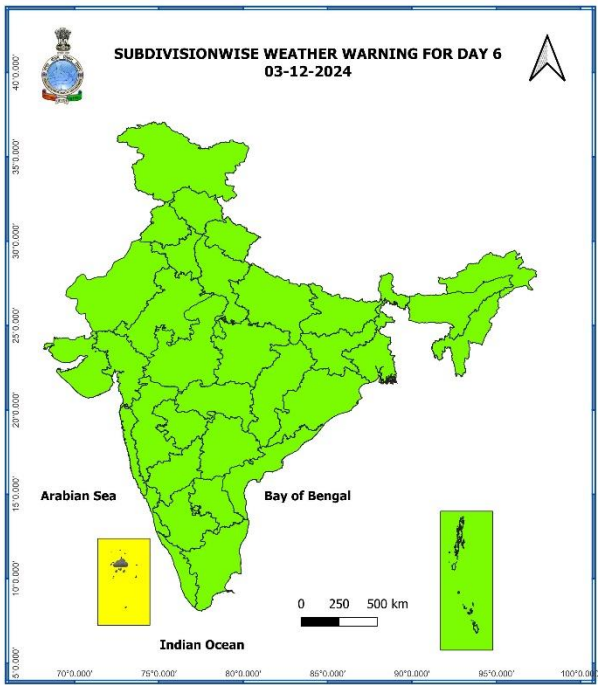 SUBDIVISIONWISE WEATHER WARNING FOR DAY 6
03-12-2024
40°0.000'
35°0.000'
30°0.000'
25°0.000'
20°0.000'
15°0.000'
10°0.000'
5°0.000'
Arabian Sea
Bay of Bengal
0 250 500 km
Indian Ocean
70°0.000' 75°0.000' 80°0.000' 85°0.000' 90°0.000' 95°0.000' 100°0.000'